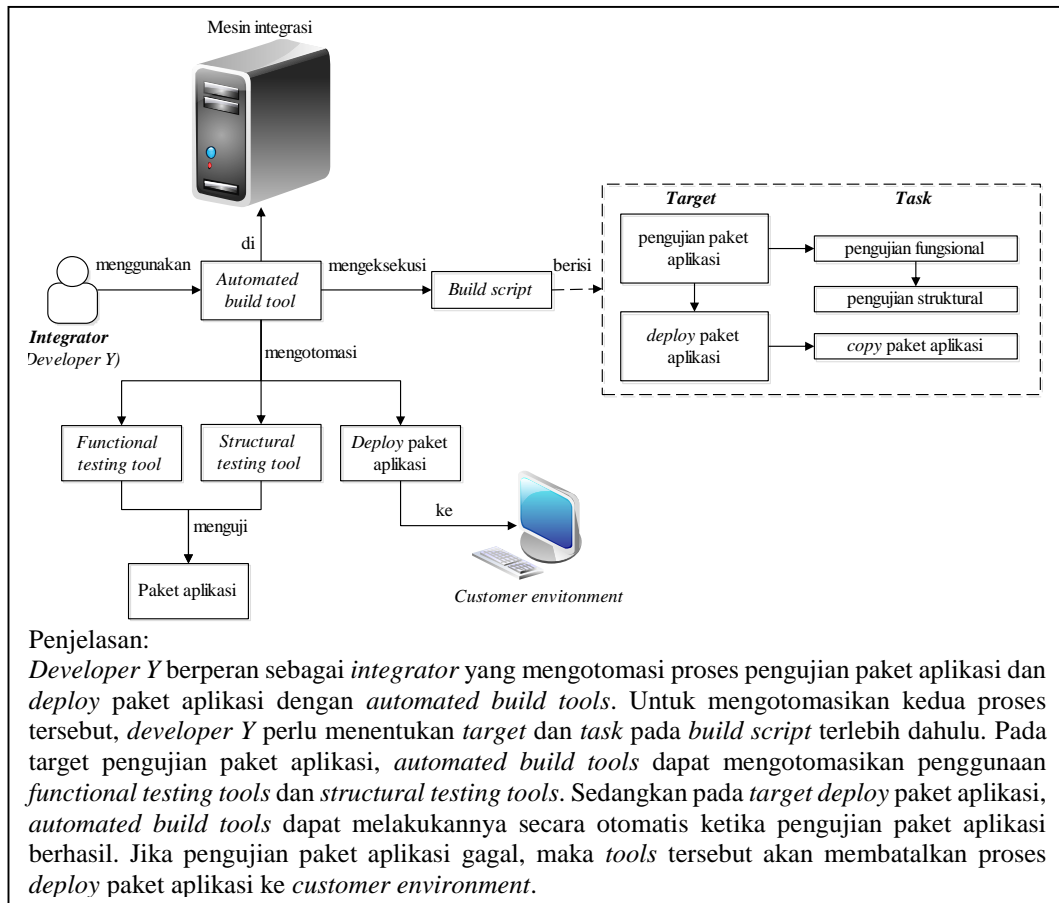 Mesin integrasi
Target
Task
pengujian paket
aplikasi
pengujian fungsional
pengujian struktural
deploy paket
aplikasi
copy paket aplikasi
di
menggunakan
Automated
build tool
mengeksekusi
Build script
berisi
Integrator
Developer Y)
mengotomasi
Functional
testing tool
Structural
testing tool
Deploy paket
aplikasi
menguji
ke
Paket aplikasi
Customer envitonment
Penjelasan:
Developer Y berperan sebagai integrator yang mengotomasi proses pengujian paket aplikasi dan
deploy paket aplikasi dengan automated build tools. Untuk mengotomasikan kedua proses
tersebut, developer Y perlu menentukan target dan task pada build script terlebih dahulu. Pada
target pengujian paket aplikasi, automated build tools dapat mengotomasikan penggunaan
functional testing tools dan structural testing tools. Sedangkan pada target deploy paket aplikasi,
automated build tools dapat melakukannya secara otomatis ketika pengujian paket aplikasi
berhasil. Jika pengujian paket aplikasi gagal, maka tools tersebut akan membatalkan proses
deploy paket aplikasi ke customer environment.